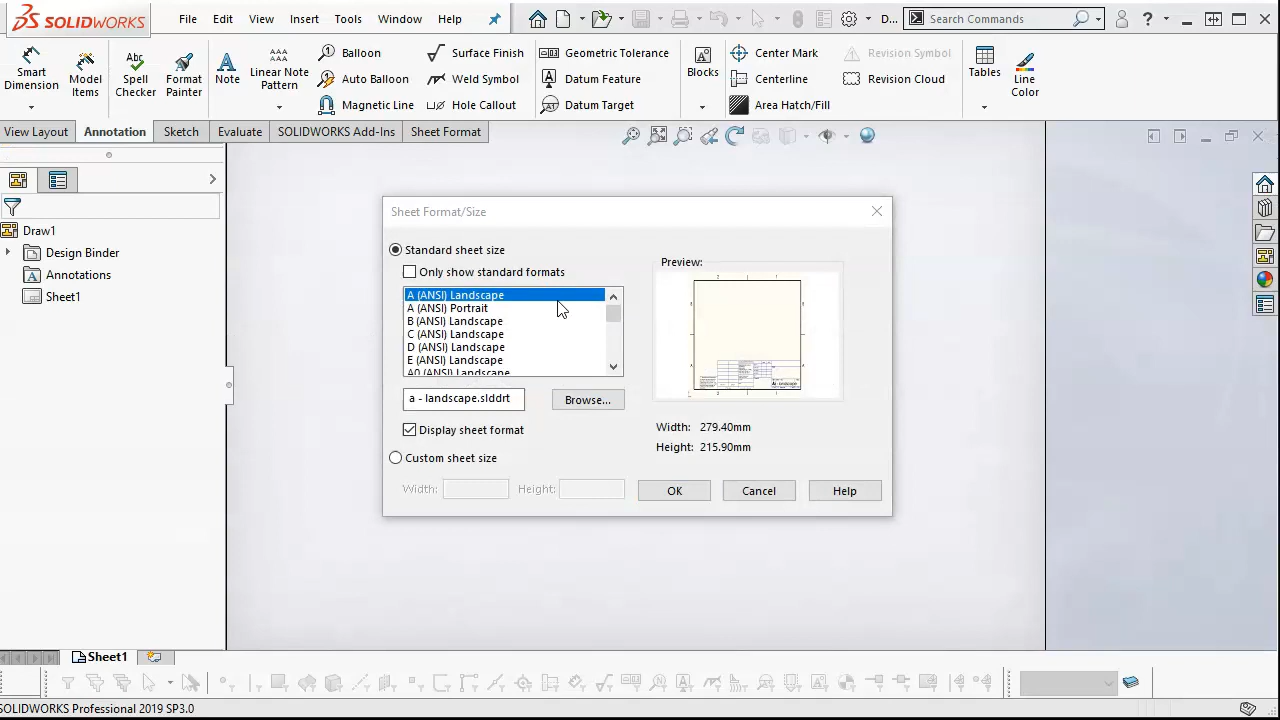 SOLIDWORKS File Edit View Insert Tools Window Help D... Search Commands
Smart Dimension
Model Items
Spell Checker
Format Painter
Note
Linear Note Pattern
Balloon
Auto Balloon
Magnetic Line
Surface Finish
Weld Symbol
Hole Callout
Geometric Tolerance
Datum Feature
Datum Target
Blocks
Center Mark
Centerline
Area Hatch/Fill
Revision Symbol
Revision Cloud
Tables
Line Color
View Layout Annotation Sketch Evaluate SOLIDWORKS Add-Ins Sheet Format
Draw1
Design Binder
Annotations
Sheet1
Sheet Format/Size
Standard sheet size
Only show standard formats
A (ANSI) Landscape
A (ANSI) Portrait
B (ANSI) Landscape
C (ANSI) Landscape
D (ANSI) Landscape
E (ANSI) Landscape
A0 (ANSI) Landscape
a - landscape.slddrt
Browse...
Display sheet format
Custom sheet size
Width: Height:
Preview:
Width: 279.40mm
Height: 215.90mm
OK Cancel Help
Sheet1
SOLIDWORKS Professional 2019 SP3.0